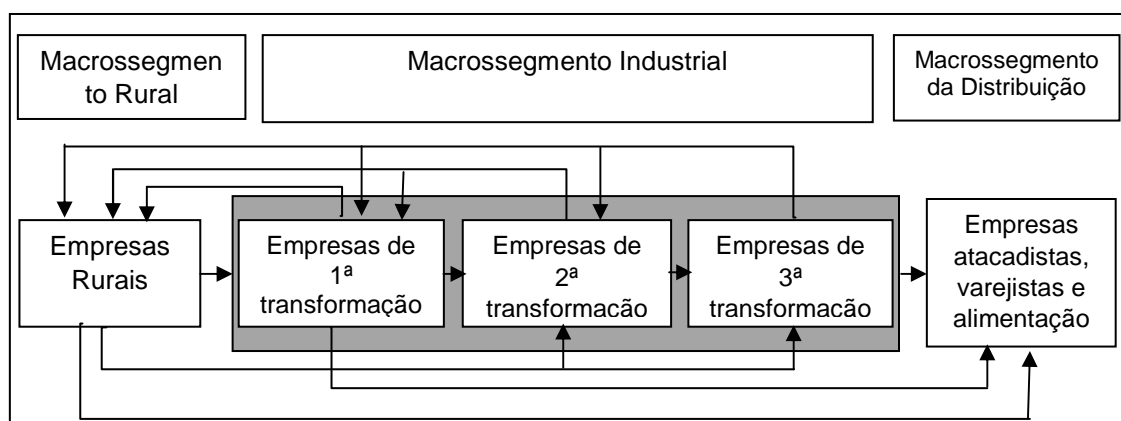 Macrossegmen
to Rural
Macrossegmento Industrial
Macrossegmento
da Distribuição
Empresas
Rurais
Empresas de
1ª
transformação
Empresas de
2ª
transformacão
Empresas de
3ª
transformacão
Empresas
atacadistas,
varejistas e
alimentação